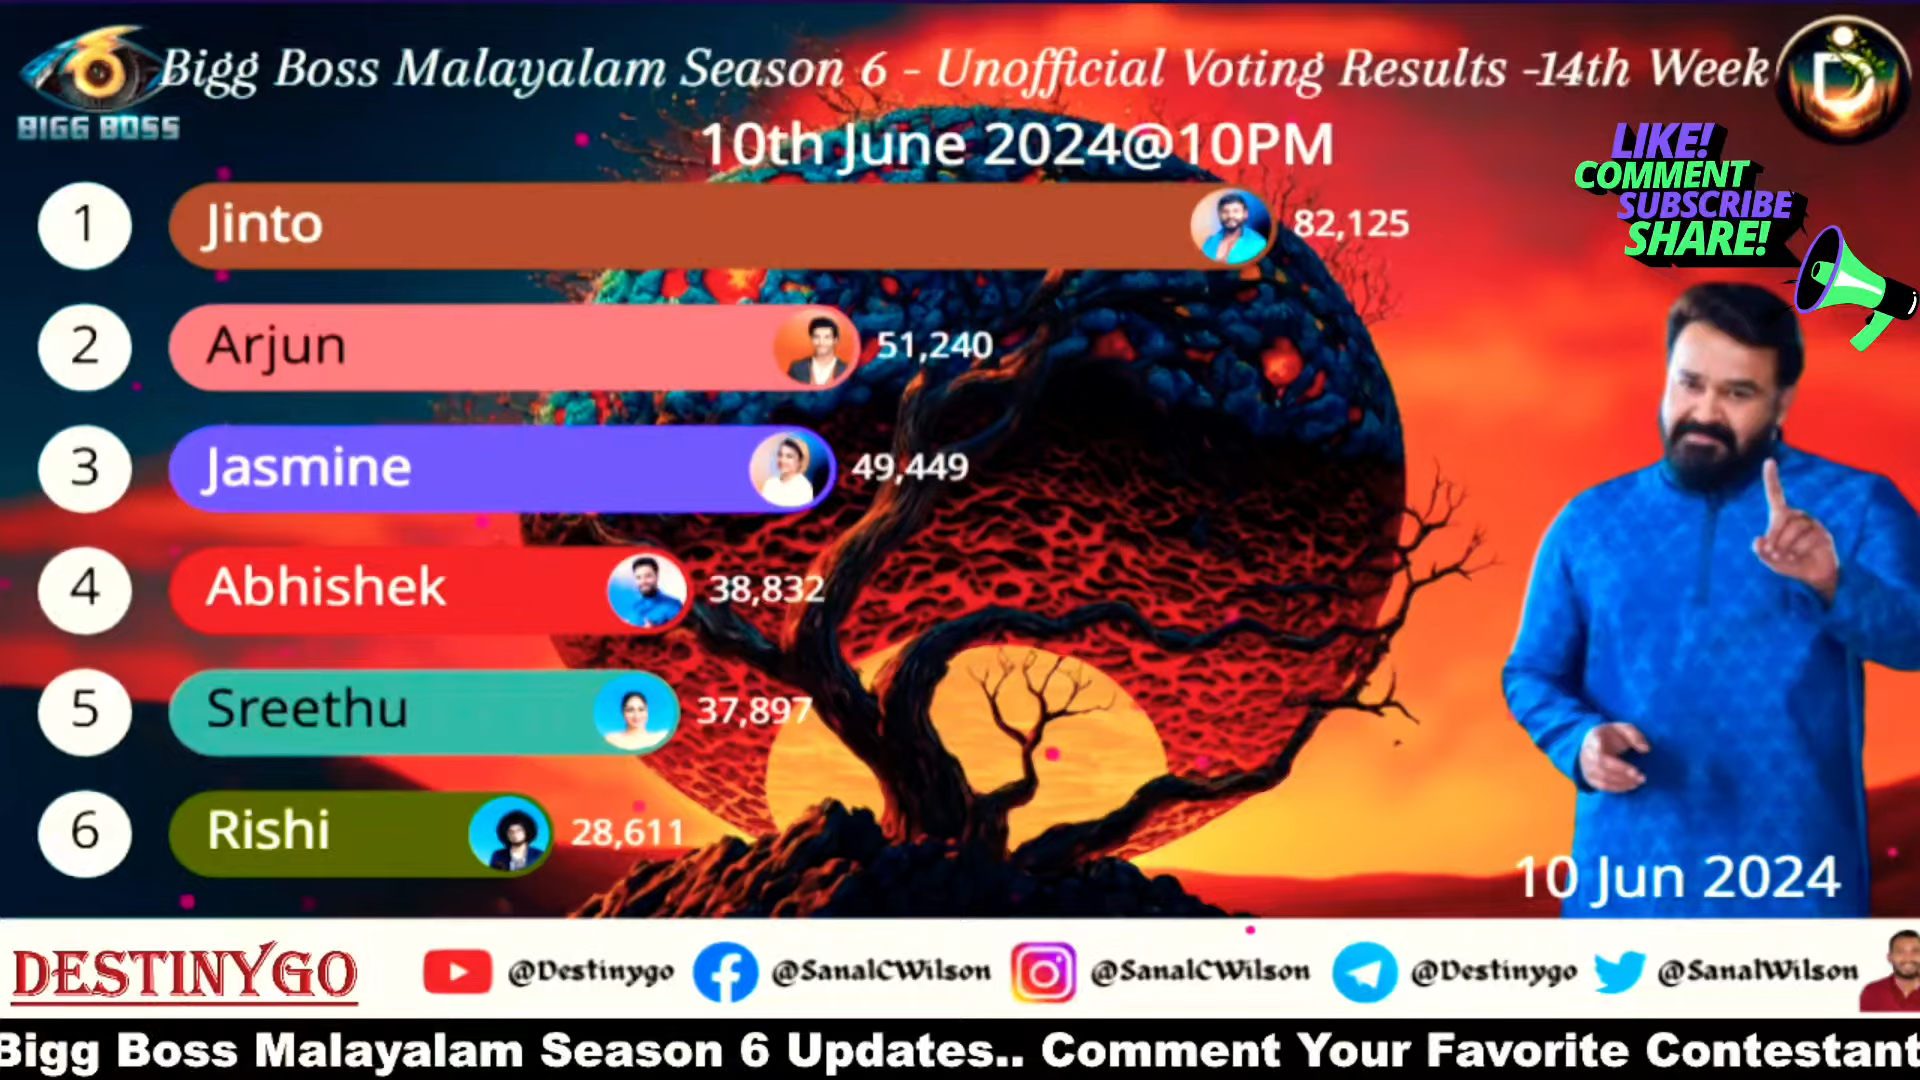 Bigg Boss Malayalam Season 6 - Unofficial Voting Results -14th Week
BIGG BOSS
10th June 2024@10PM
LIKE!
COMMENT
SUBSCRIBE
SHARE!
1 Jinto 82,125
2 Arjun 51,240
3 Jasmine 49,449
4 Abhishek 38,832
5 Sreethu 37,897
6 Rishi 28,611
10 Jun 2024
DESTINYGO @Destinygo @SanalCWilson @SanalCWilson @Destinygo @SanalWilson
Bigg Boss Malayalam Season 6 Updates.. Comment Your Favorite Contestant